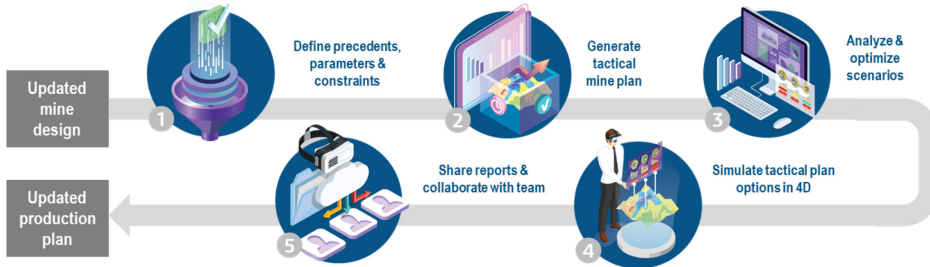 Updated
mine
design
1
Define precedents,
parameters &
constraints
2
Generate
tactical
mine plan
3
Analyze &
optimize
scenarios
4
Simulate tactical plan
options in 4D
5
Share reports &
collaborate with team
Updated
production
plan